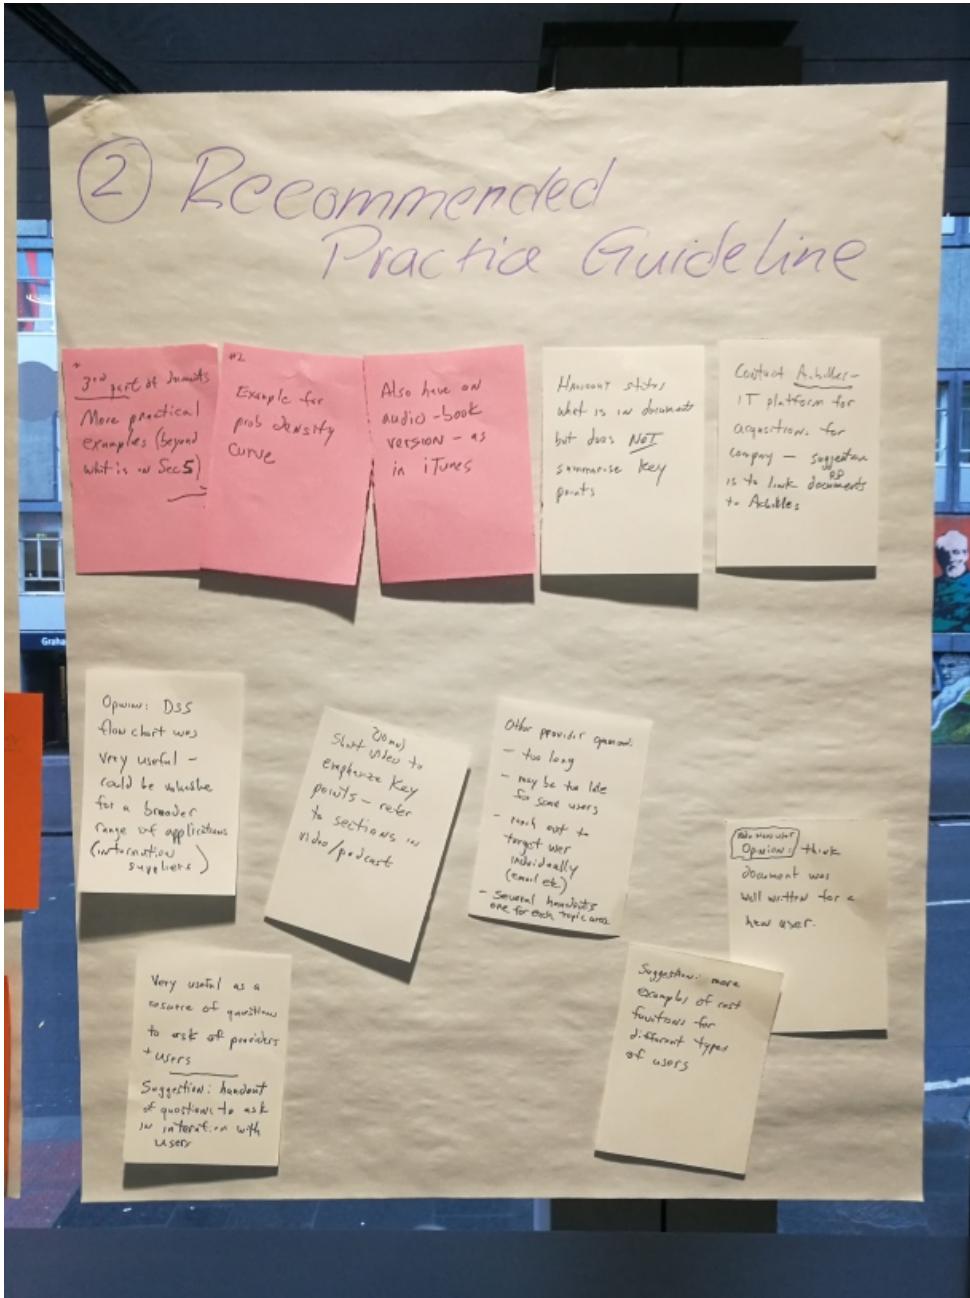 ② Recommended
Practice Guideline
3rd part of
More practical
examples (beyond
what is in Sec 5)
#2
Example for
prob density
curve
Also have an
audio-book
version - as
in iTunes
Handout states
what is in document
but does NOT
summarise key
points
Contact Achilles -
IT platform for
acquisitions for
company - suggestion
RP
is to link documents
to Achilles
Opinion: DSS
flow chart was
very useful -
could be valuable
for a broader
range of applications
(information
suppliers)
Short video to
emphasize key
points - refer
to sections in
video/podcast
Other provider
- too long
- may be too late
for some users
- reach out to
target user
individually
(email etc)
- Several handouts
one for each topic area
Opinion: think
document was
well written for a
new user.
Very useful as a
of questions
to ask of providers
+ users
Suggestion: handout
of questions to ask
in interation with
users
Suggestion: more
examples of cost
functions for
different types
of users
Graha